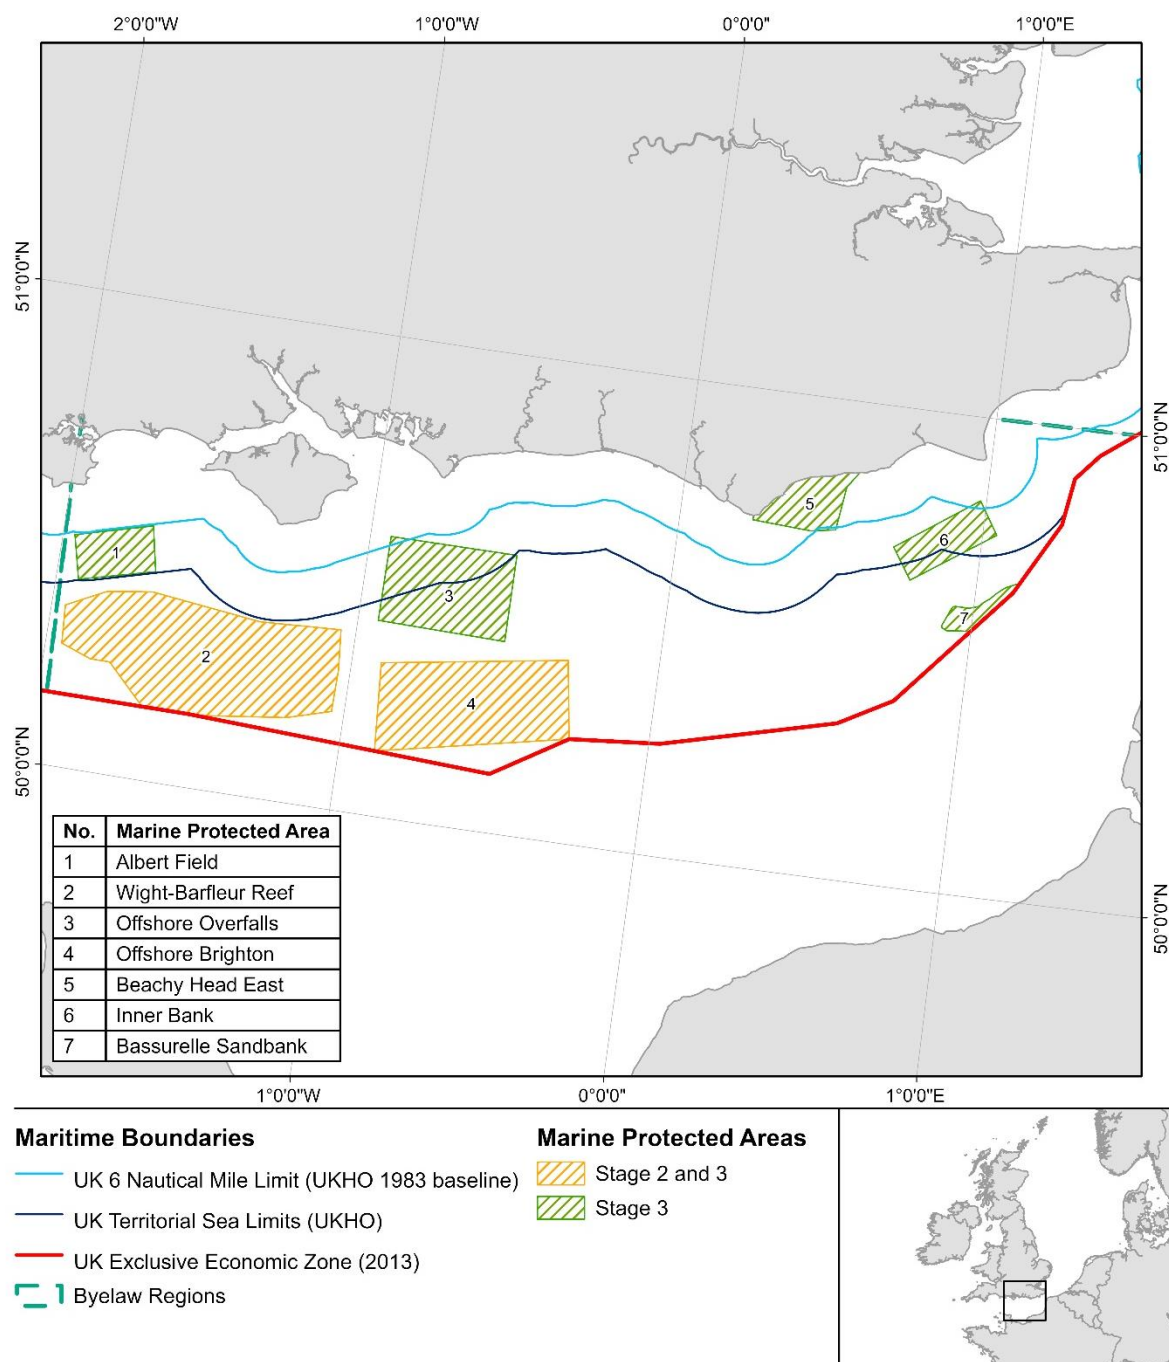 2°0'0"W 1°0'0"W 0°0'0" 1°0'0"E
51°0'0"N
51°0'0"N
50°0'0"N
50°0'0"N
1
2
3
4
5
6
7
No. Marine Protected Area
1 Albert Field
2 Wight-Barfleur Reef
3 Offshore Overfalls
4 Offshore Brighton
5 Beachy Head East
6 Inner Bank
7 Bassurelle Sandbank
1°0'0"W 0°0'0" 1°0'0"E
Maritime Boundaries
UK 6 Nautical Mile Limit (UKHO 1983 baseline)
UK Territorial Sea Limits (UKHO)
UK Exclusive Economic Zone (2013)
Byelaw Regions
Marine Protected Areas
Stage 2 and 3
Stage 3